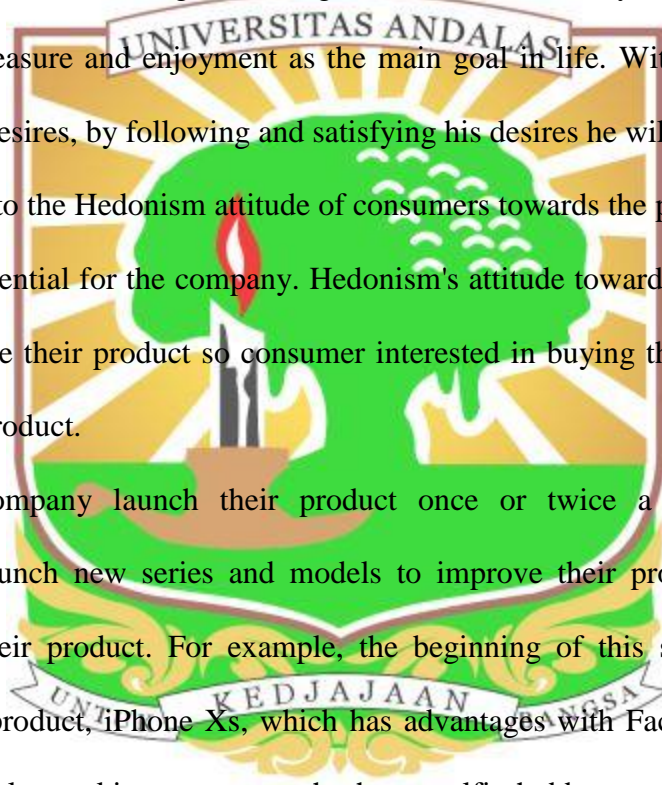 UNIVERSITAS ANDALAS
easure and enjoyment as the main goal in life. Wit
esires, by following and satisfying his desires he wil
to the Hedonism attitude of consumers towards the p
ential for the company. Hedonism's attitude toward
e their product so consumer interested in buying th
roduct.
ompany launch their product once or twice a
unch new series and models to improve their pro
eir product. For example, the beginning of this s
product, iPhone Xs, which has advantages with Fac
UNTUK KEDJAJAAN BANGSA